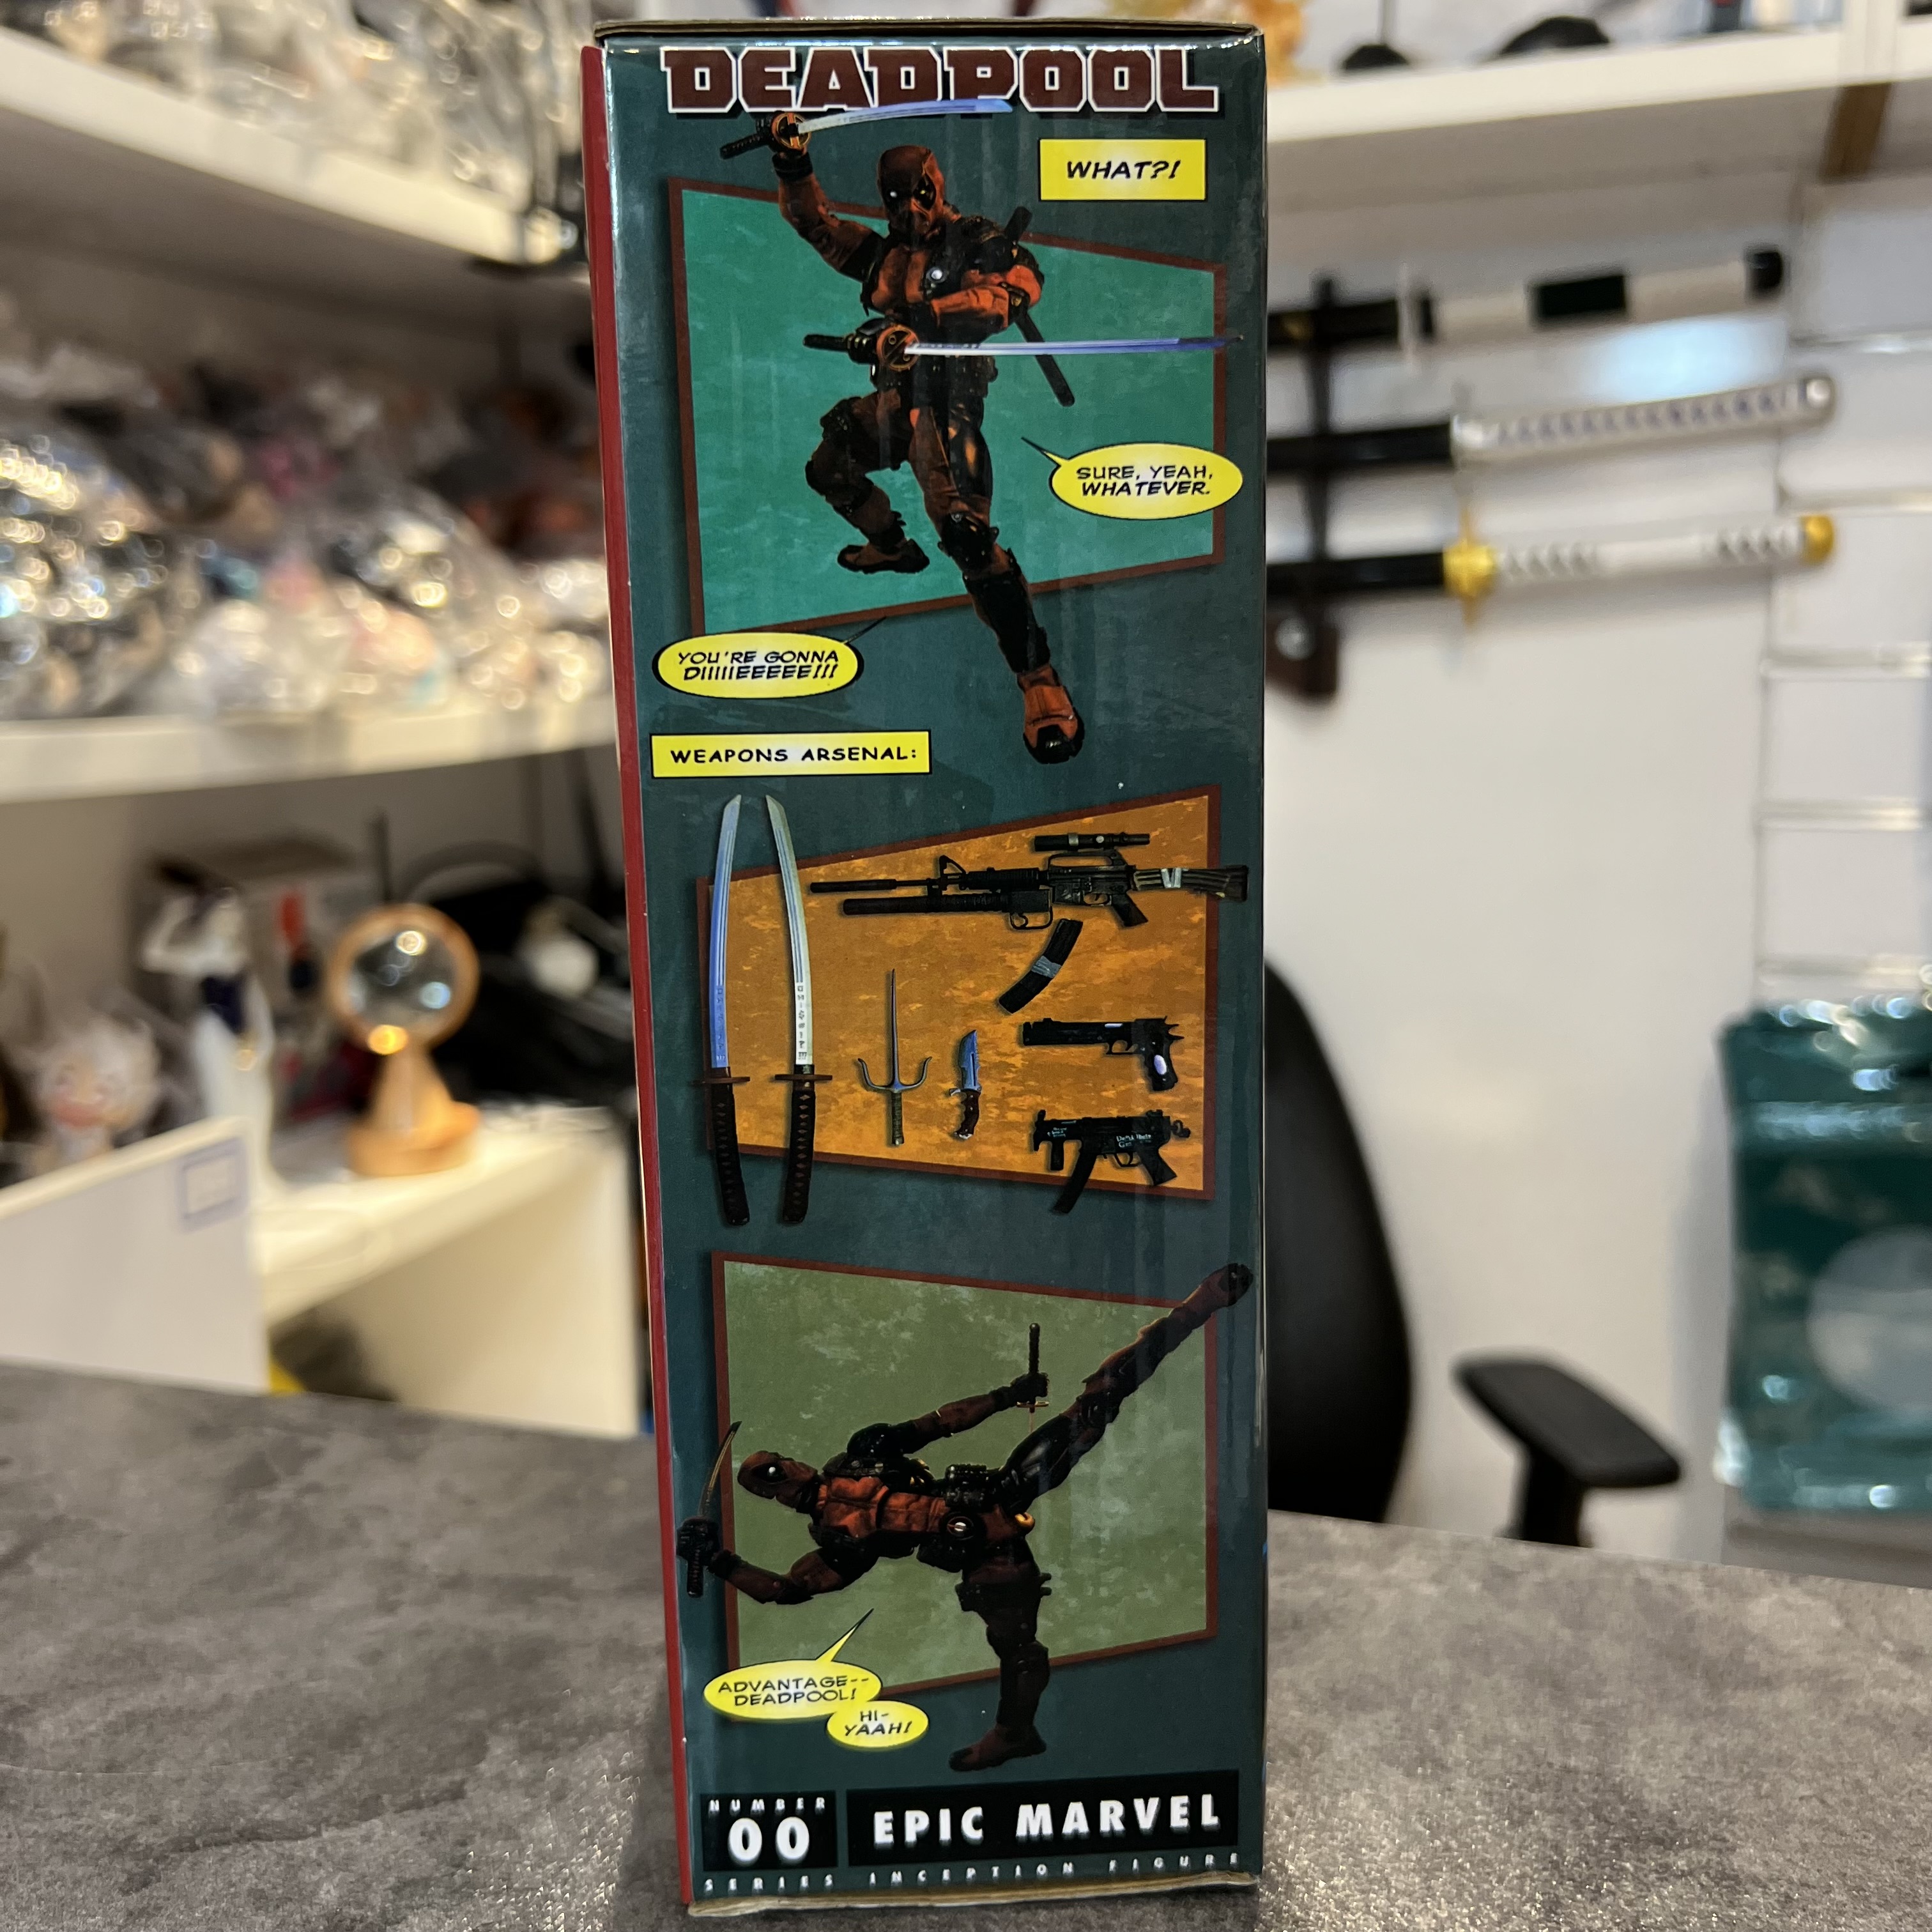 DEADPOOL
WHAT?!
SURE, YEAH,
WHATEVER.
YOU'RE GONNA
DIIIIEEEEE!!!
WEAPONS ARSENAL:
ADVANTAGE--
DEADPOOL!
HI-
YAAH!
NUMBER
00
SERIES
EPIC MARVEL
INCEPTION FIGURE